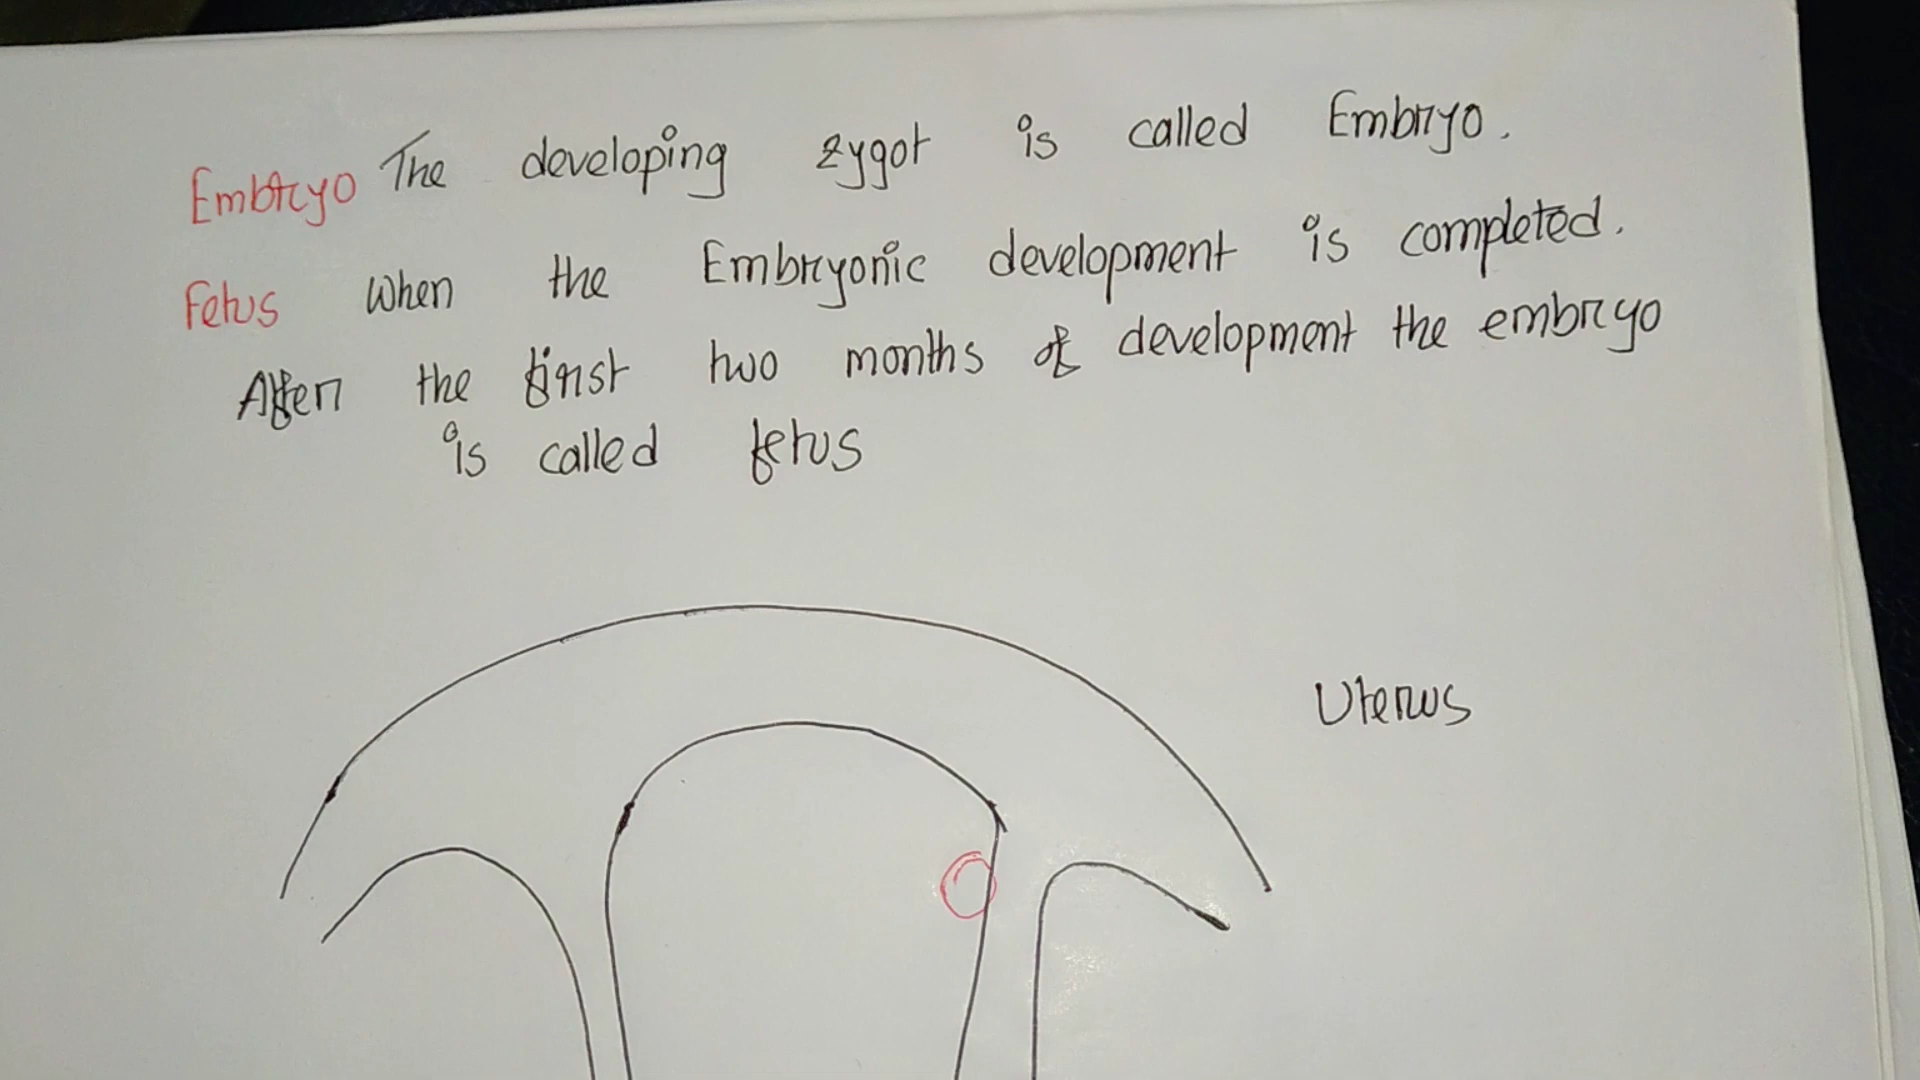 Embryo The developing zygot is called Embryo.
Fetus When the Embryonic development is completed.
After the first two months of development the embryo
is called fetus
Uterus